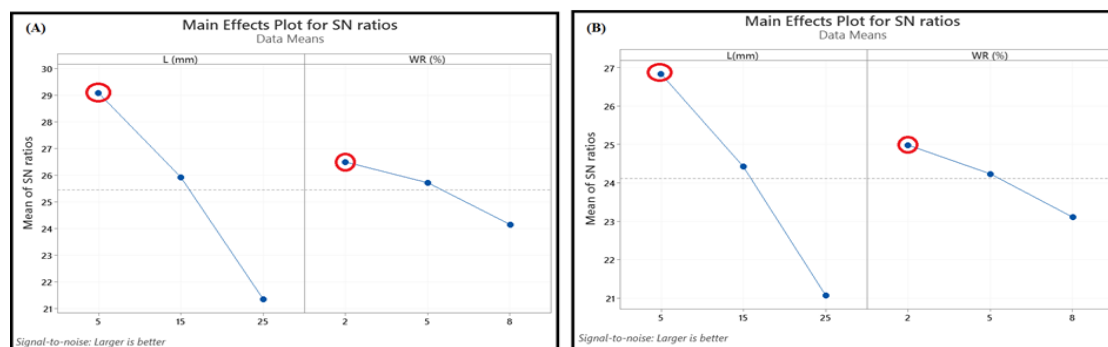 (A)
Main Effects Plot for SN ratios
Data Means
L (mm) WR (%)
Mean of SN ratios
30
29
28
27
26
25
24
23
22
21
5 15 25 2 5 8
Signal-to-noise: Larger is better
(B)
Main Effects Plot for SN ratios
Data Means
L(mm) WR (%)
Mean of SN ratios
27
26
25
24
23
22
21
5 15 25 2 5 8
Signal-to-noise: Larger is better